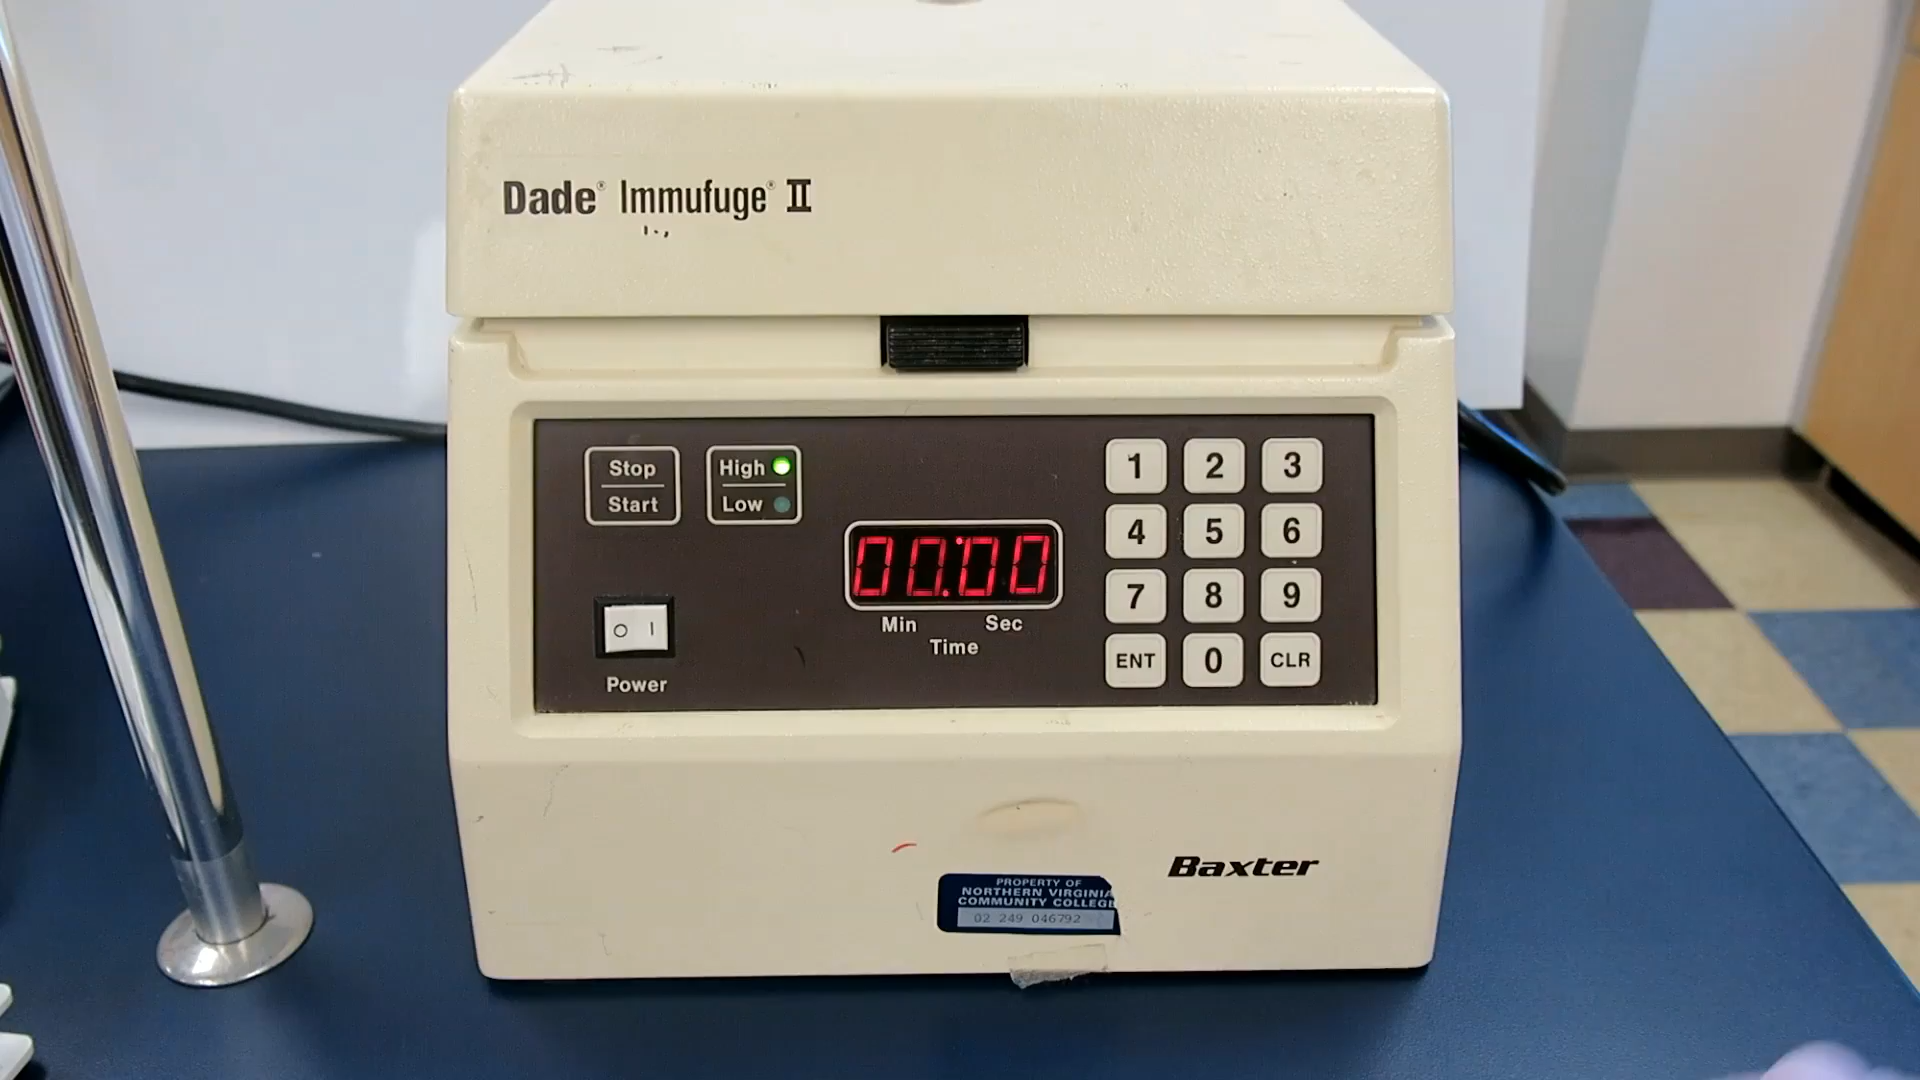 Dade® Immufuge® II
Stop
Start
High
Low
00:00
Min Sec
Time
Power
1 2 3
4 5 6
7 8 9
ENT 0 CLR
Baxter
PROPERTY OF
NORTHERN VIRGINIA
COMMUNITY COLLEGE
02 249 046792